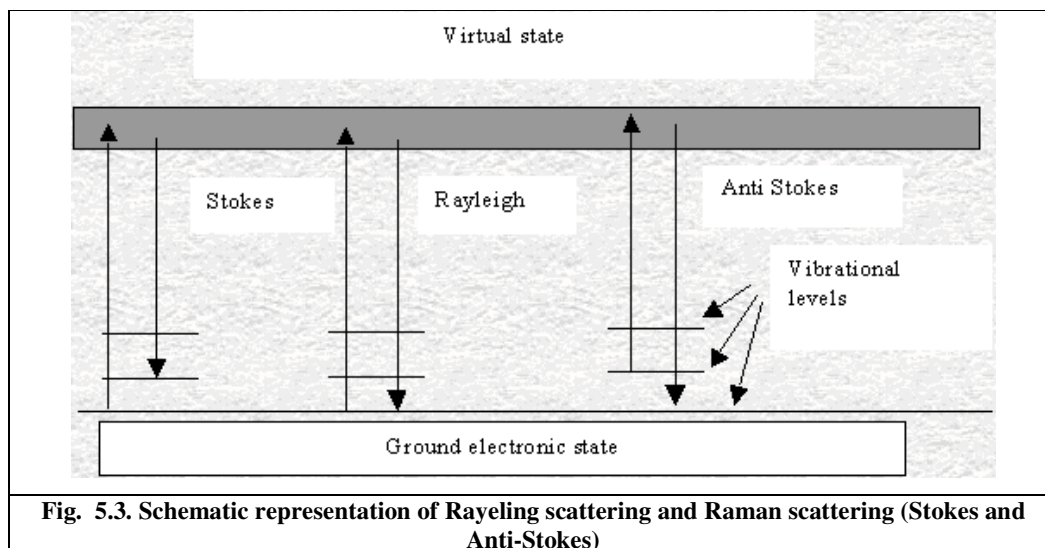 Virtual state
Stokes
Rayleigh
Anti Stokes
Vibrational
levels
Ground electronic state
Fig. 5.3. Schematic representation of Rayeling scattering and Raman scattering (Stokes and
Anti-Stokes)